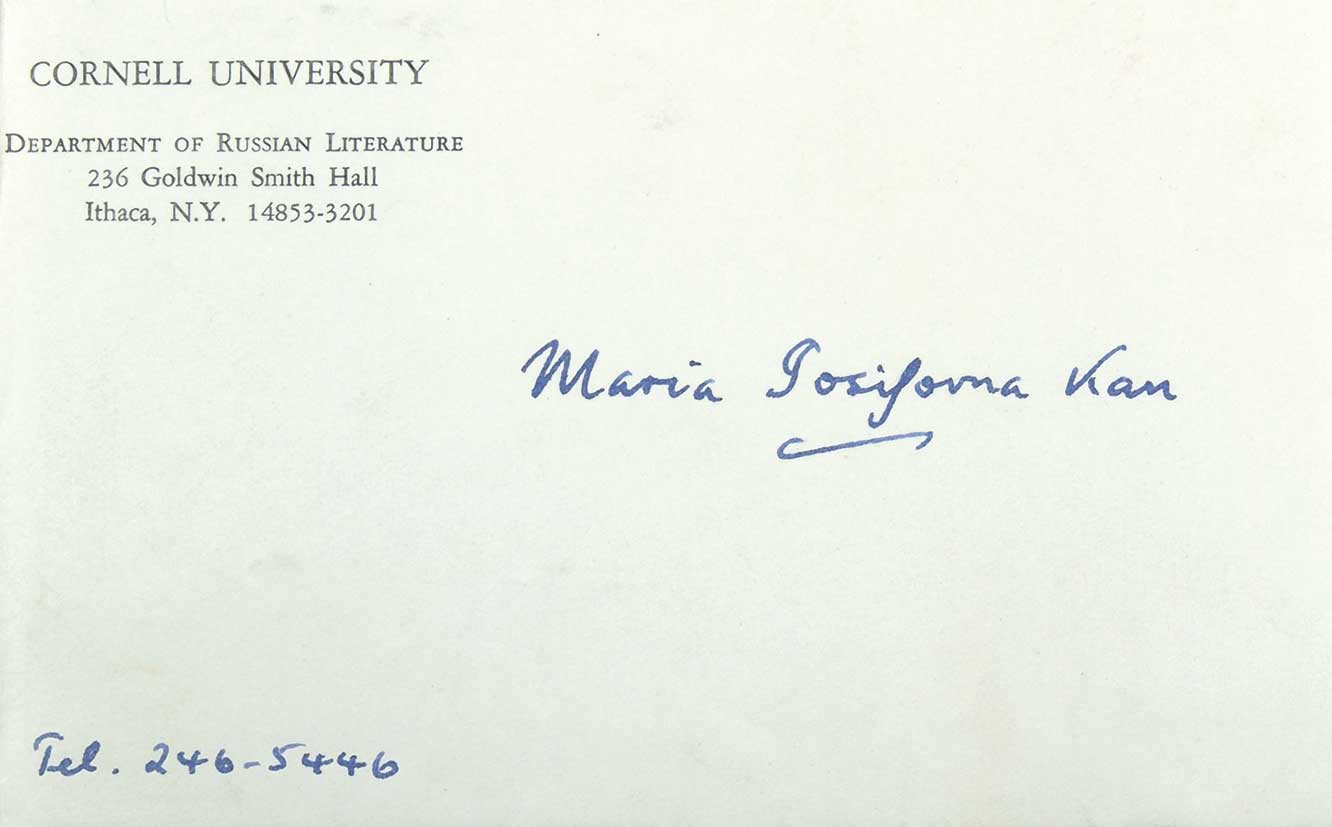 CORNELL UNIVERSITY
DEPARTMENT OF RUSSIAN LITERATURE
236 Goldwin Smith Hall
Ithaca, N.Y. 14853-3201
Maria Iosifovna Kan
Tel. 246-5446